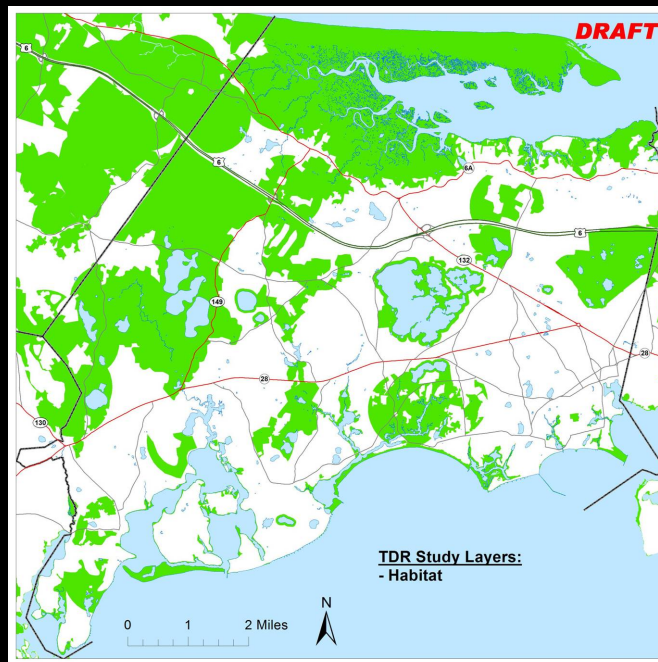 DRAFT
6
6
6A
6
132
149
28
28
130
TDR Study Layers:
- Habitat
N
0 1 2 Miles